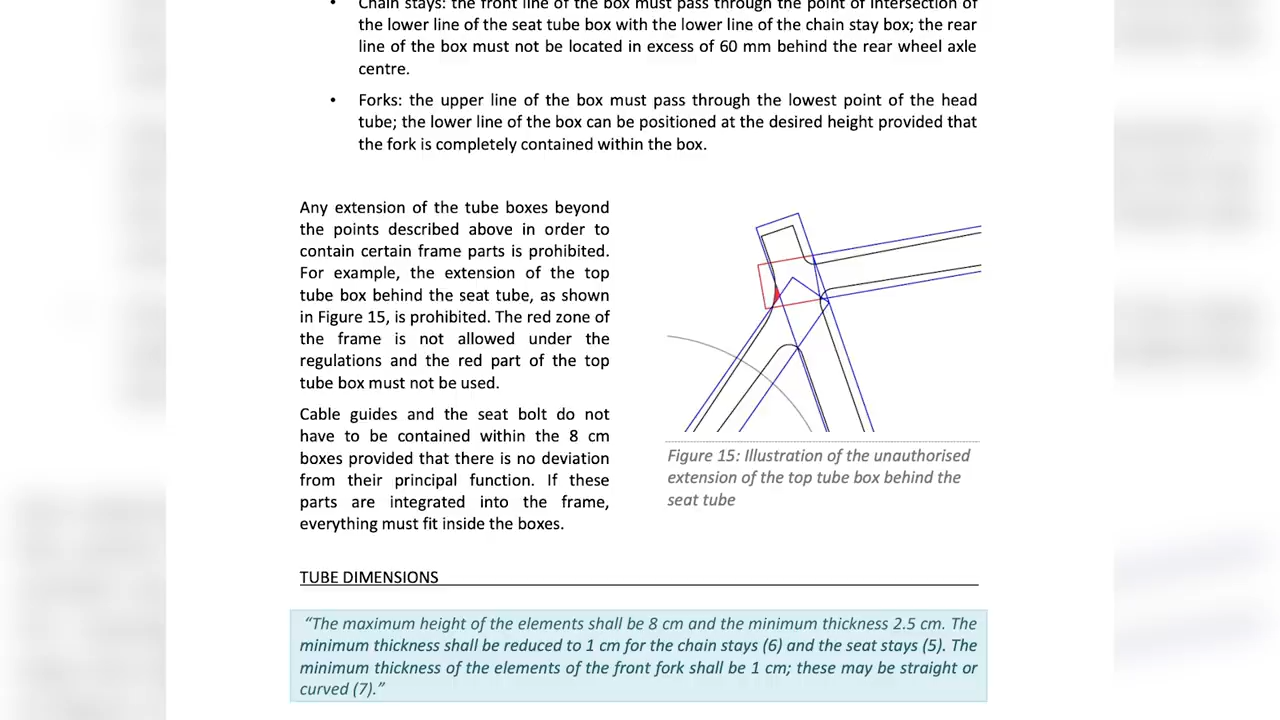 • Chain stays: the front line of the box must pass through the point of intersection of
the lower line of the seat tube box with the lower line of the chain stay box; the rear
line of the box must not be located in excess of 60 mm behind the rear wheel axle
centre.
• Forks: the upper line of the box must pass through the lowest point of the head
tube; the lower line of the box can be positioned at the desired height provided that
the fork is completely contained within the box.
Any extension of the tube boxes beyond
the points described above in order to
contain certain frame parts is prohibited.
For example, the extension of the top
tube box behind the seat tube, as shown
in Figure 15, is prohibited. The red zone of
the frame is not allowed under the
regulations and the red part of the top
tube box must not be used.
Cable guides and the seat bolt do not
have to be contained within the 8 cm
boxes provided that there is no deviation
from their principal function. If these
parts are integrated into the frame,
everything must fit inside the boxes.
Figure 15: Illustration of the unauthorised
extension of the top tube box behind the
seat tube
TUBE DIMENSIONS
“The maximum height of the elements shall be 8 cm and the minimum thickness 2.5 cm. The
minimum thickness shall be reduced to 1 cm for the chain stays (6) and the seat stays (5). The
minimum thickness of the elements of the front fork shall be 1 cm; these may be straight or
curved (7).”